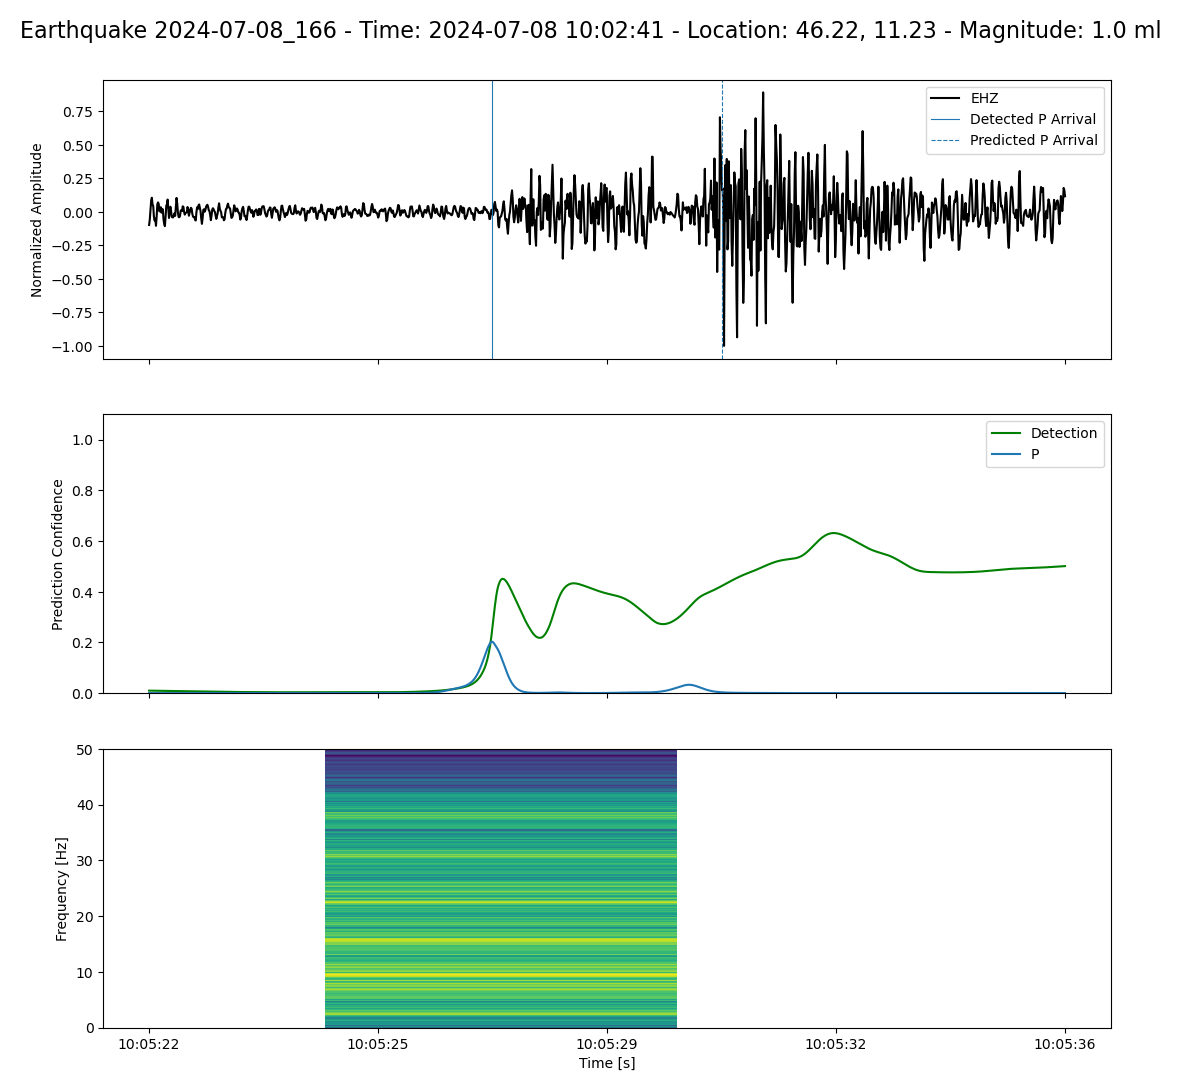 Earthquake 2024-07-08_166 - Time: 2024-07-08 10:02:41 - Location: 46.22, 11.23 - Magnitude: 1.0 ml
Normalized Amplitude
0.75
0.50
0.25
0.00
−0.25
−0.50
−0.75
−1.00
EHZ
Detected P Arrival
Predicted P Arrival
Prediction Confidence
1.0
0.8
0.6
0.4
0.2
0.0
Detection
P
Frequency [Hz]
50
40
30
20
10
0
10:05:22 10:05:25 10:05:29 10:05:32 10:05:36
Time [s]